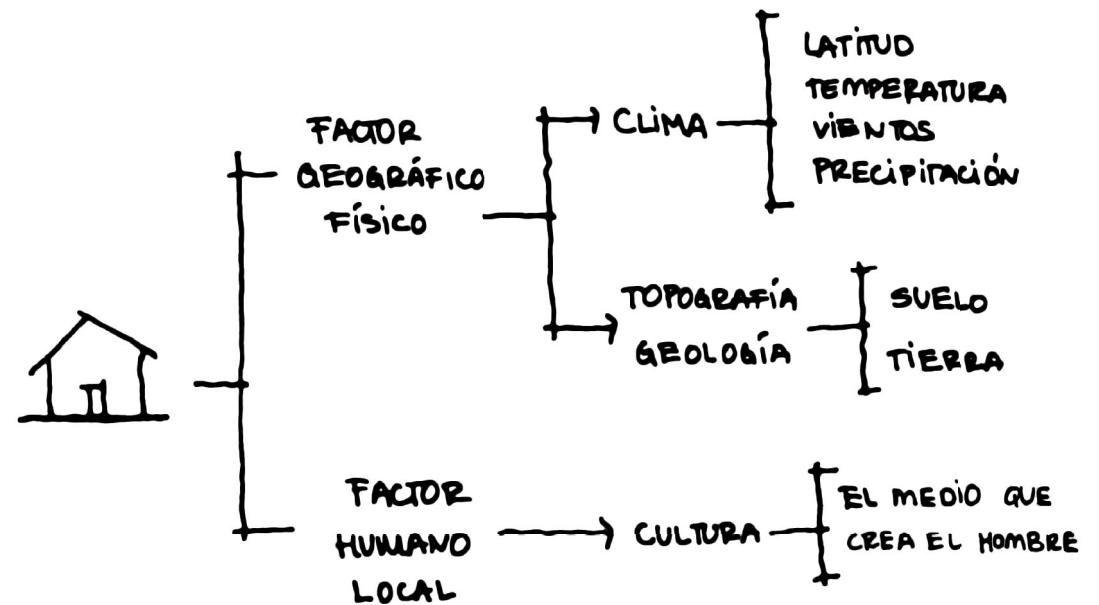 FACTOR
GEOGRÁFICO
FÍSICO
CLIMA
LATITUD
TEMPERATURA
VIENTOS
PRECIPITACIÓN
TOPOGRAFÍA
GEOLOGÍA
SUELO
TIERRA
FACTOR
HUMANO
LOCAL
CULTURA
EL MEDIO QUE
CREA EL HOMBRE